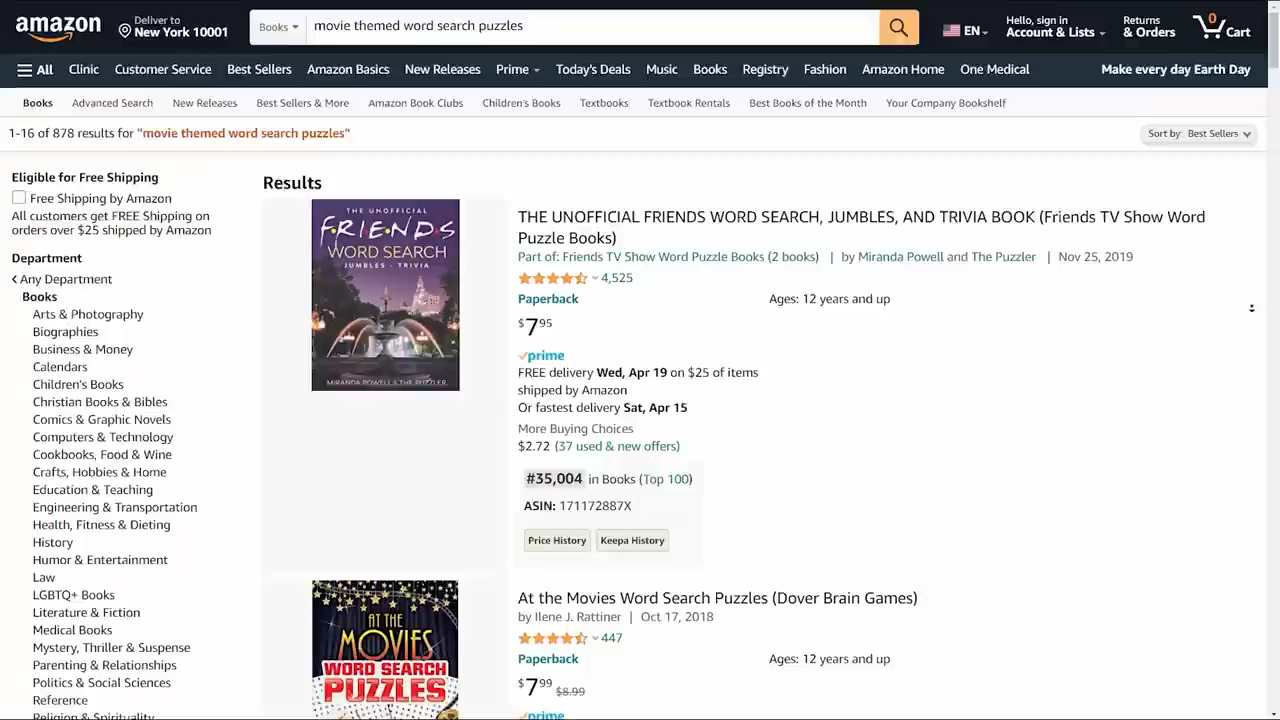 amazon
Deliver to
New York 10001
Books
movie themed word search puzzles
EN
Hello, sign in
Account & Lists
Returns
& Orders
0
Cart
All
Clinic
Customer Service
Best Sellers
Amazon Basics
New Releases
Prime
Today's Deals
Music
Books
Registry
Fashion
Amazon Home
One Medical
Make every day Earth Day
Books
Advanced Search
New Releases
Best Sellers & More
Amazon Book Clubs
Children's Books
Textbooks
Textbook Rentals
Best Books of the Month
Your Company Bookshelf
1-16 of 878 results for "movie themed word search puzzles"
Sort by: Best Sellers
Eligible for Free Shipping
Free Shipping by Amazon
All customers get FREE Shipping on
orders over $25 shipped by Amazon
Department
Any Department
Books
Arts & Photography
Biographies
Business & Money
Calendars
Children's Books
Christian Books & Bibles
Comics & Graphic Novels
Computers & Technology
Cookbooks, Food & Wine
Crafts, Hobbies & Home
Education & Teaching
Engineering & Transportation
Health, Fitness & Dieting
History
Humor & Entertainment
Law
LGBTQ+ Books
Literature & Fiction
Medical Books
Mystery, Thriller & Suspense
Parenting & Relationships
Politics & Social Sciences
Reference
Religion & Spirituality
Results
THE UNOFFICIAL
FRIENDS
WORD SEARCH
JUMBLES - TRIVIA
MIRANDA POWELL & THE PUZZLER
THE UNOFFICIAL FRIENDS WORD SEARCH, JUMBLES, AND TRIVIA BOOK (Friends TV Show Word
Puzzle Books)
Part of: Friends TV Show Word Puzzle Books (2 books) | by Miranda Powell and The Puzzler | Nov 25, 2019
4,525
Paperback
Ages: 12 years and up
$7 95
prime
FREE delivery Wed, Apr 19 on $25 of items
shipped by Amazon
Or fastest delivery Sat, Apr 15
More Buying Choices
$2.72 (37 used & new offers)
#35,004 in Books (Top 100)
ASIN: 171172887X
Price History
Keepa History
AT THE
MOVIES
WORD SEARCH
PUZZLES
At the Movies Word Search Puzzles (Dover Brain Games)
by Ilene J. Rattiner | Oct 17, 2018
447
Paperback
Ages: 12 years and up
$7 99 $8.99
prime